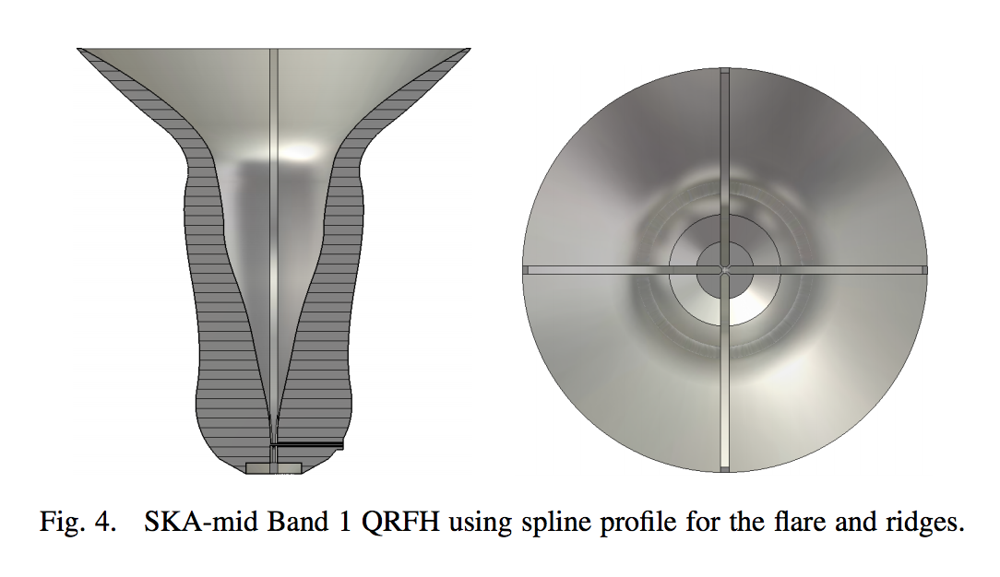 Fig. 4. SKA-mid Band 1 QRFH using spline profile for the flare and ridges.